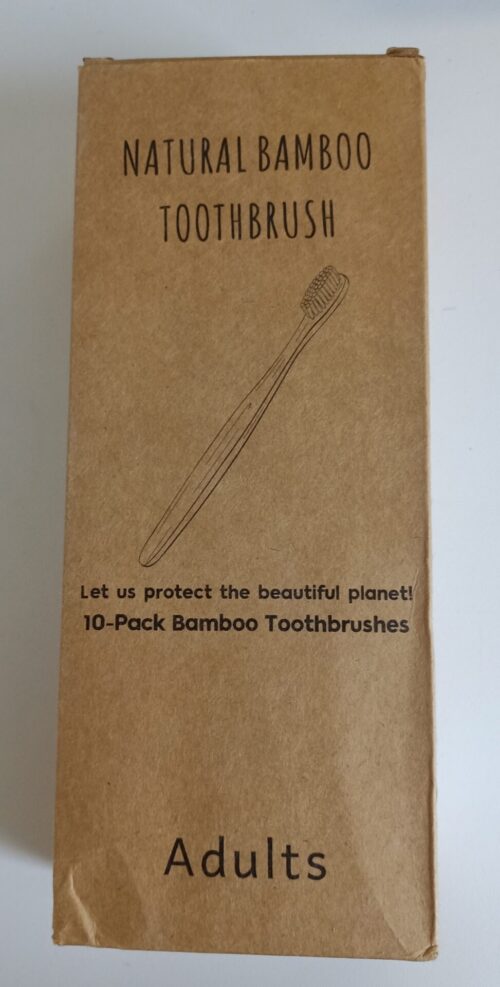 NATURAL BAMBOO
TOOTHBRUSH
Let us protect the beautiful planet!
10-Pack Bamboo Toothbrushes
Adults